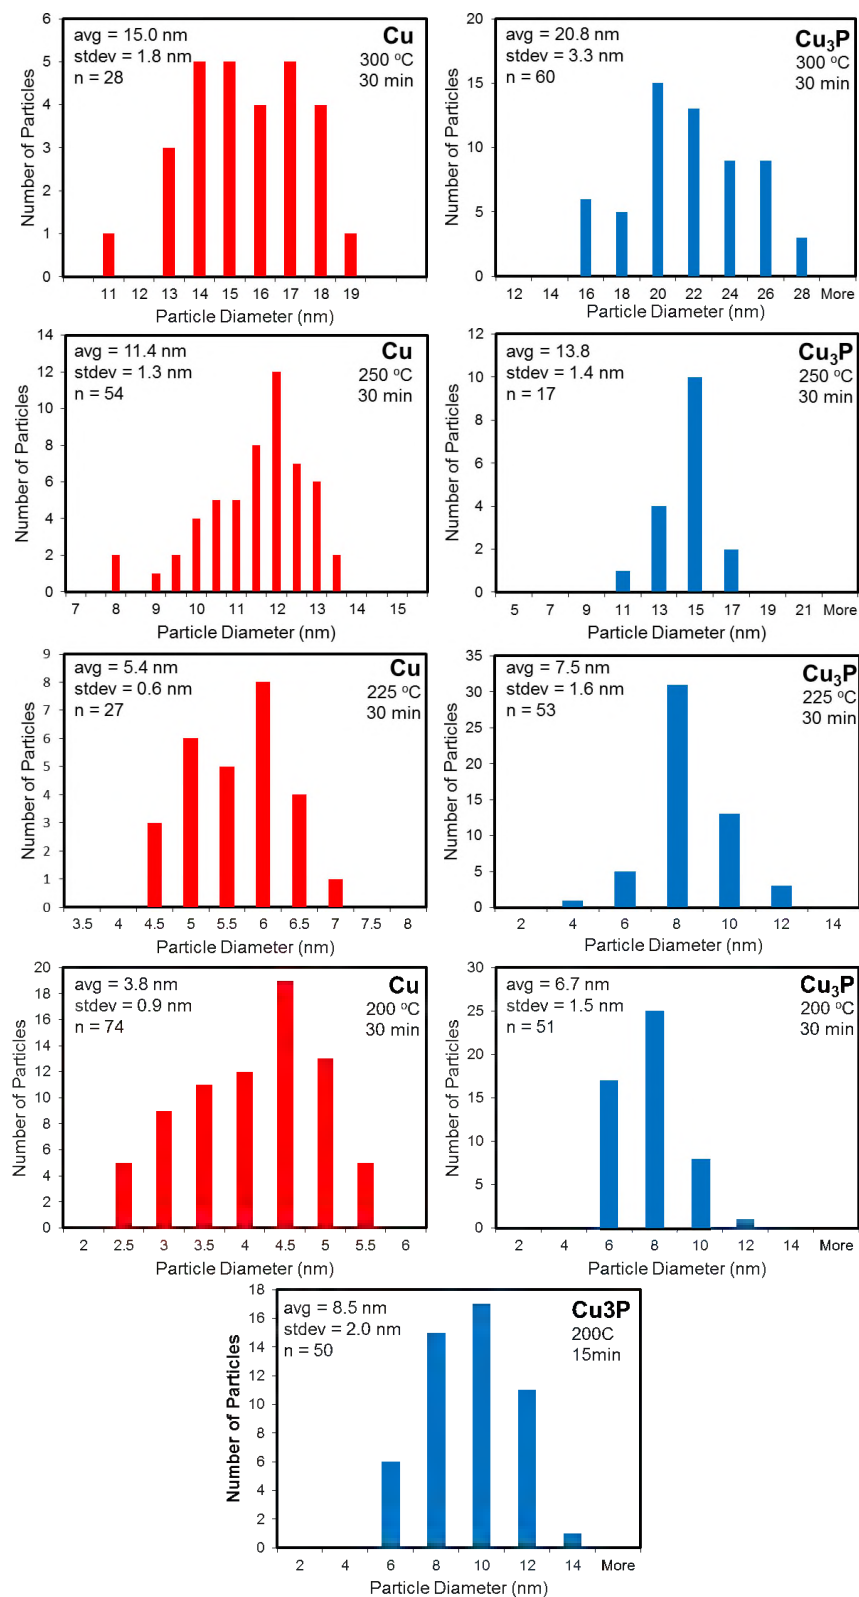 avg = 15.0 nm
stdev = 1.8 nm
n = 28
Cu
300 °C
30 min
Number of Particles
6
5
4
3
2
1
0
11 12 13 14 15 16 17 18 19
Particle Diameter (nm)
avg = 20.8 nm
stdev = 3.3 nm
n = 60
Cu₃P
300 °C
30 min
Number of Particles
20
15
10
5
0
12 14 16 18 20 22 24 26 28 More
Particle Diameter (nm)
avg = 11.4 nm
stdev = 1.3 nm
n = 54
Cu
250 °C
30 min
Number of Particles
14
12
10
8
6
4
2
0
7 8 9 10 11 12 13 14 15
Particle Diameter (nm)
avg = 13.8
stdev = 1.4 nm
n = 17
Cu₃P
250 °C
30 min
Number of Particles
12
10
8
6
4
2
0
5 7 9 11 13 15 17 19 21 More
Particle Diameter (nm)
avg = 5.4 nm
stdev = 0.6 nm
n = 27
Cu
225 °C
30 min
Number of Particles
9
8
7
6
5
4
3
2
1
0
3.5 4 4.5 5 5.5 6 6.5 7 7.5 8
Particle Diameter (nm)
avg = 7.5 nm
stdev = 1.6 nm
n = 53
Cu₃P
225 °C
30 min
Number of Particles
35
30
25
20
15
10
5
0
2 4 6 8 10 12 14
Particle Diameter (nm)
avg = 3.8 nm
stdev = 0.9 nm
n = 74
Cu
200 °C
30 min
Number of Particles
20
18
16
14
12
10
8
6
4
2
0
2 2.5 3 3.5 4 4.5 5 5.5 6
Particle Diameter (nm)
avg = 6.7 nm
stdev = 1.5 nm
n = 51
Cu₃P
200 °C
30 min
Number of Particles
30
25
20
15
10
5
0
2 4 6 8 10 12 14 More
Particle Diameter (nm)
avg = 8.5 nm
stdev = 2.0 nm
n = 50
Cu3P
200C
15min
Number of Particles
18
16
14
12
10
8
6
4
2
0
2 4 6 8 10 12 14 More
Particle Diameter (nm)